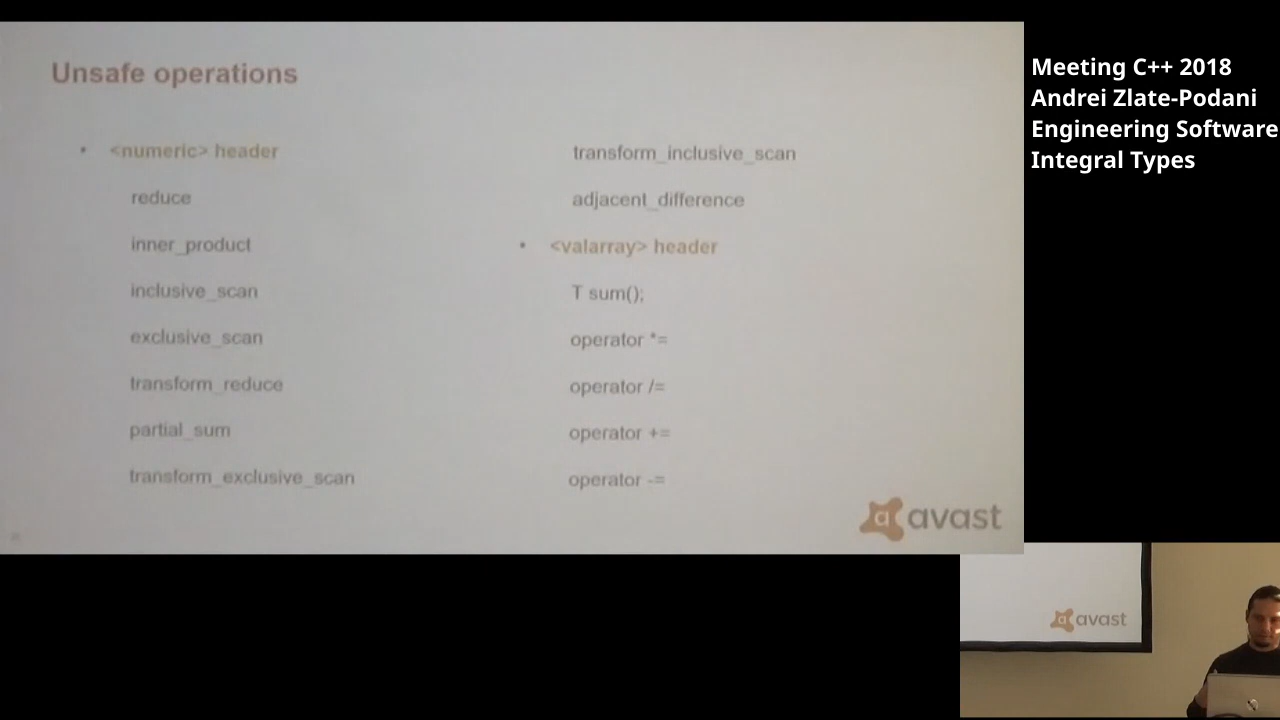 Unsafe operations
• <numeric> header
reduce
inner_product
inclusive_scan
exclusive_scan
transform_reduce
partial_sum
transform_exclusive_scan
transform_inclusive_scan
adjacent_difference
• <valarray> header
T sum();
operator *=
operator /=
operator +=
operator -=
avast
Meeting C++ 2018
Andrei Zlate-Podani
Engineering Software
Integral Types
avast